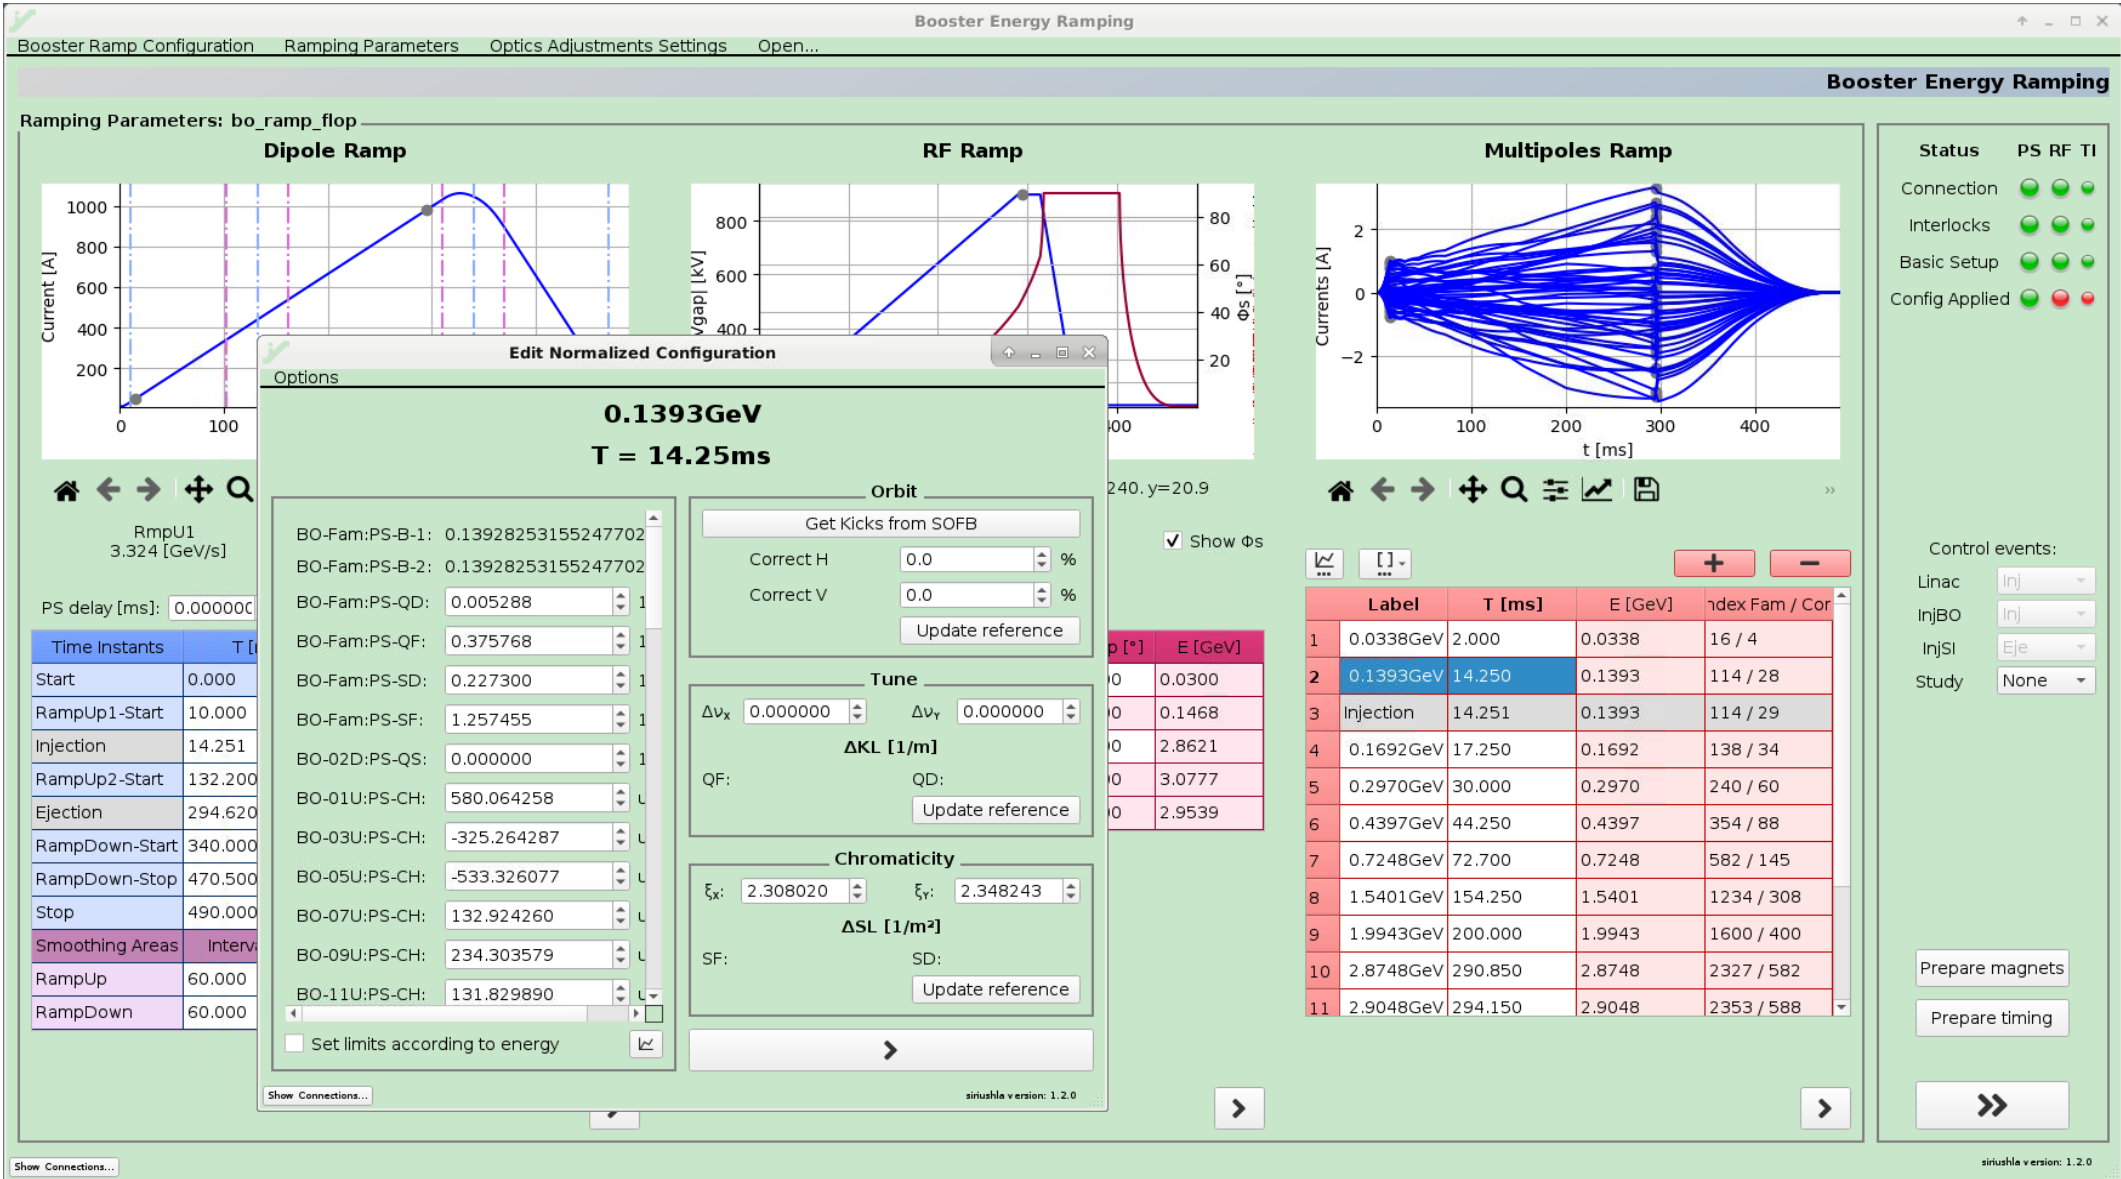 Booster Energy Ramping
Booster Ramp Configuration Ramping Parameters Optics Adjustments Settings Open...
Booster Energy Ramping
Ramping Parameters: bo_ramp_flop
Dipole Ramp
Current [A]
1000
800
600
400
200
0 100
RmpU1
3.324 [GeV/s]
PS delay [ms]: 0.00000
Time Instants
Start 0.000
RampUp1-Start 10.000
Injection 14.251
RampUp2-Start 132.200
Ejection 294.620
RampDown-Start 340.000
RampDown-Stop 470.500
Stop 490.000
Smoothing Areas
RampUp 60.000
RampDown 60.000
RF Ramp
800
600
400
80
60
40
20
Φs [°]
240. y=20.9
Show Φs
E [GeV]
0.0300
0.1468
2.8621
3.0777
2.9539
Edit Normalized Configuration
Options
0.1393GeV
T = 14.25ms
BO-Fam:PS-B-1: 0.13928253155247702
BO-Fam:PS-B-2: 0.13928253155247702
BO-Fam:PS-QD: 0.005288
BO-Fam:PS-QF: 0.375768
BO-Fam:PS-SD: 0.227300
BO-Fam:PS-SF: 1.257455
BO-02D:PS-QS: 0.000000
BO-01U:PS-CH: 580.064258
BO-03U:PS-CH: -325.264287
BO-05U:PS-CH: -533.326077
BO-07U:PS-CH: 132.924260
BO-09U:PS-CH: 234.303579
BO-11U:PS-CH: 131.829890
Set limits according to energy
Orbit
Get Kicks from SOFB
Correct H 0.0 %
Correct V 0.0 %
Update reference
Tune
Δνx 0.000000 Δνy 0.000000
ΔKL [1/m]
QF: QD:
Update reference
Chromaticity
ξx: 2.308020 ξy: 2.348243
ΔSL [1/m²]
SF: SD:
Update reference
Show Connections...
siriushla version: 1.2.0
Multipoles Ramp
Currents [A]
2
0
−2
0 100 200 300 400
t [ms]
Label T [ms] E [GeV] ndex Fam / Cor
1 0.0338GeV 2.000 0.0338 16 / 4
2 0.1393GeV 14.250 0.1393 114 / 28
3 Injection 14.251 0.1393 114 / 29
4 0.1692GeV 17.250 0.1692 138 / 34
5 0.2970GeV 30.000 0.2970 240 / 60
6 0.4397GeV 44.250 0.4397 354 / 88
7 0.7248GeV 72.700 0.7248 582 / 145
8 1.5401GeV 154.250 1.5401 1234 / 308
9 1.9943GeV 200.000 1.9943 1600 / 400
10 2.8748GeV 290.850 2.8748 2327 / 582
11 2.9048GeV 294.150 2.9048 2353 / 588
Status PS RF TI
Connection
Interlocks
Basic Setup
Config Applied
Control events:
Linac Inj
InjBO Inj
InjSI Eje
Study None
Prepare magnets
Prepare timing
Show Connections...
siriushla version: 1.2.0